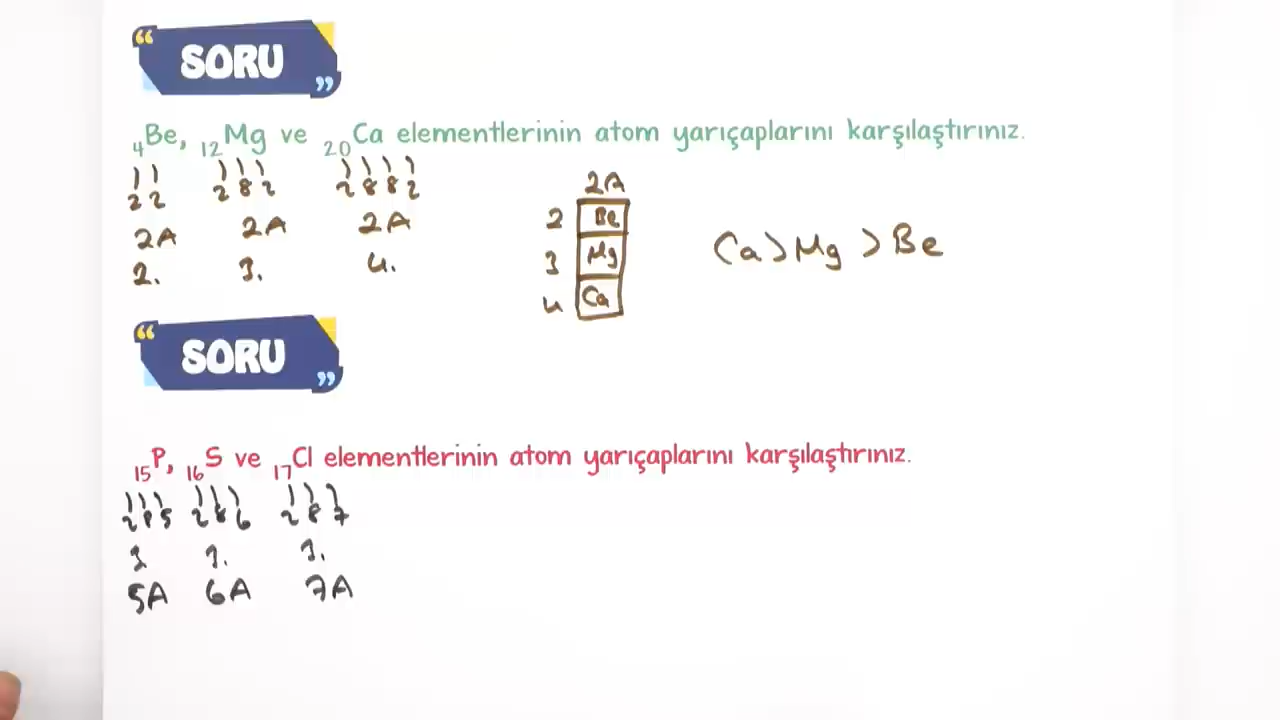 “ SORU ”
4Be, 12Mg ve 20Ca elementlerinin atom yarıçaplarını karşılaştırınız.
2 2 2 8 2 2 8 8 2
2A 2A 2A
2. 3. 4.
2A
2 Be
3 Mg
4 Ca
Ca > Mg > Be
“ SORU ”
15P, 16S ve 17Cl elementlerinin atom yarıçaplarını karşılaştırınız.
2 8 5 2 8 6 2 8 7
3 3. 3.
5A 6A 7A